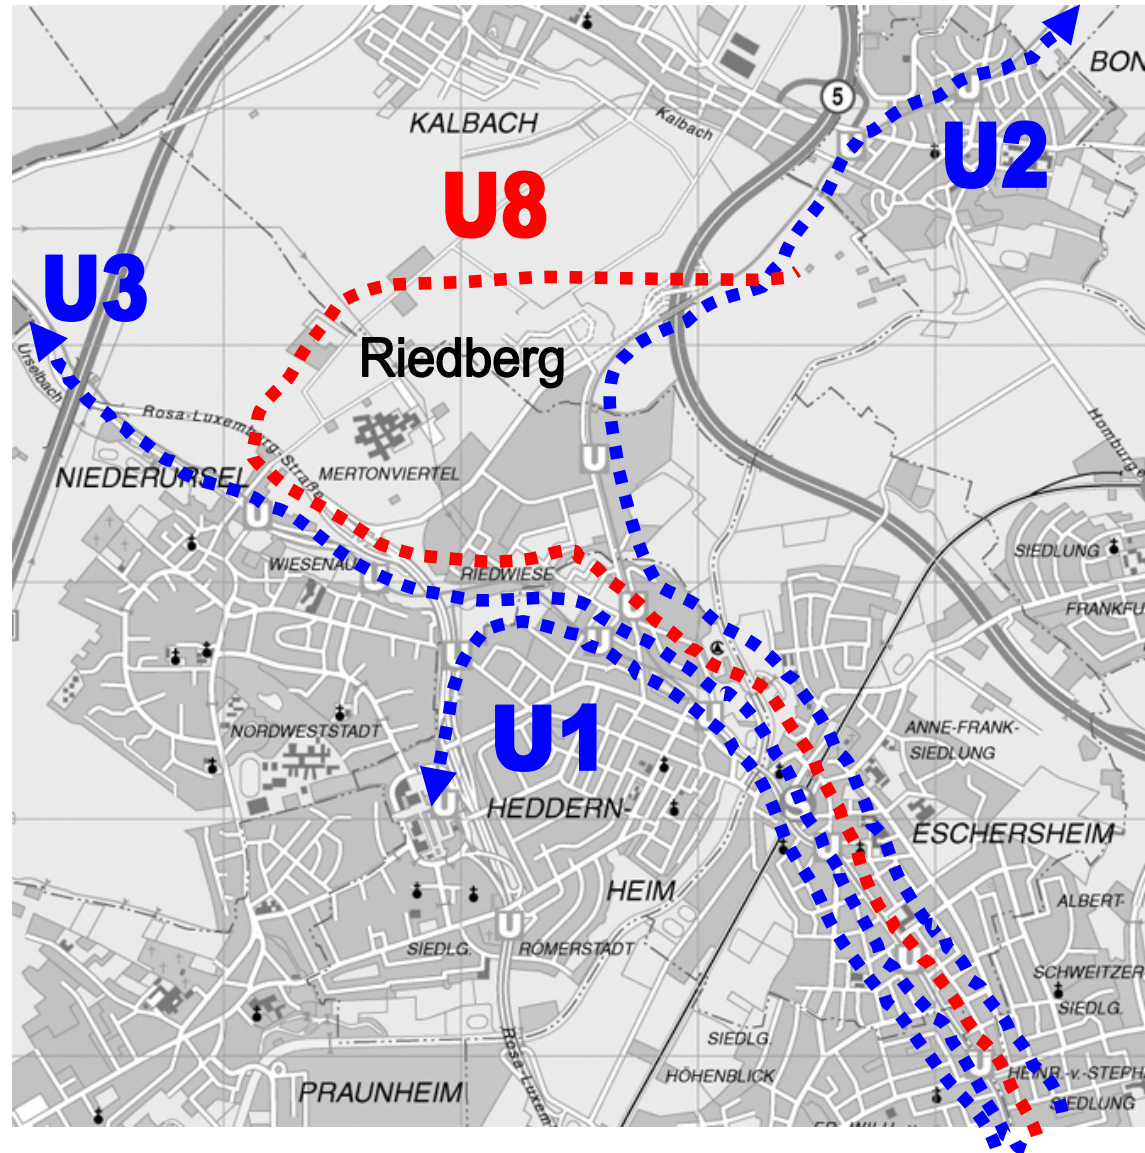 BON
5
KALBACH
Kalbach
U2
U8
U3
Riedberg
Urselbach
Rosa-Luxemburg-Straße
Homburge
U
NIEDERURSEL
MERTONVIERTEL
U
SIEDLUNG
WIESENAU
RIEDWIESE
FRANKFU
U
U
U
NORDWESTSTADT
U1
ANNE-FRANK-
SIEDLUNG
S
U
HEDDERN-
ESCHERSHEIM
U
HEIM
ALBERT-
U
SIEDLG.
RÖMERSTADT
U
SCHWEITZER
SIEDLG.
Rosa-Luxem
SIEDLG.
HÖHENBLICK
U
HEINR.-v.-STEPH
SIEDLUNG
PRAUNHEIM